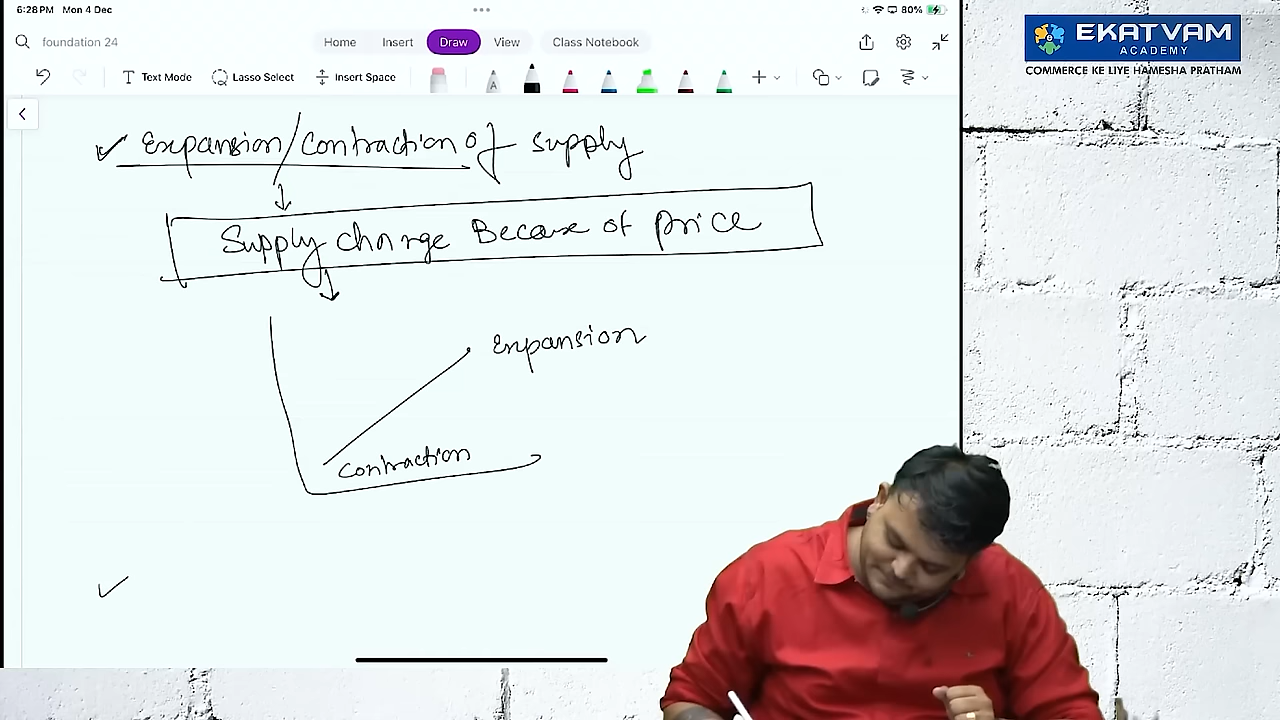 6:28 PM Mon 4 Dec
80%
foundation 24
Home Insert Draw View Class Notebook
Text Mode
Lasso Select
Insert Space
EKATVAM
ACADEMY
COMMERCE KE LIYE HAMESHA PRATHAM
Expansion/Contraction of supply
Supply change Because of price
Expansion
Contraction